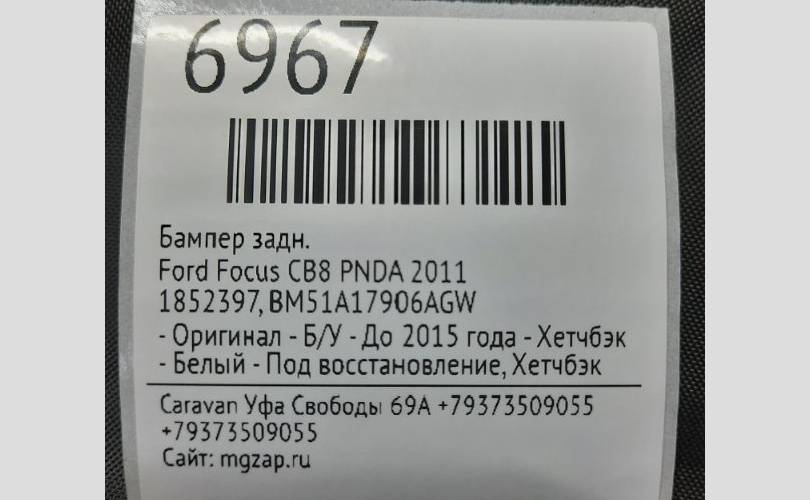 6967
Бампер задн.
Ford Focus CB8 PNDA 2011
1852397, BM51A17906AGW
- Оригинал - Б/У - До 2015 года - Хетчбэк
- Белый - Под восстановление, Хетчбэк
Caravan Уфа Свободы 69А +79373509055
+79373509055
Сайт: mgzap.ru